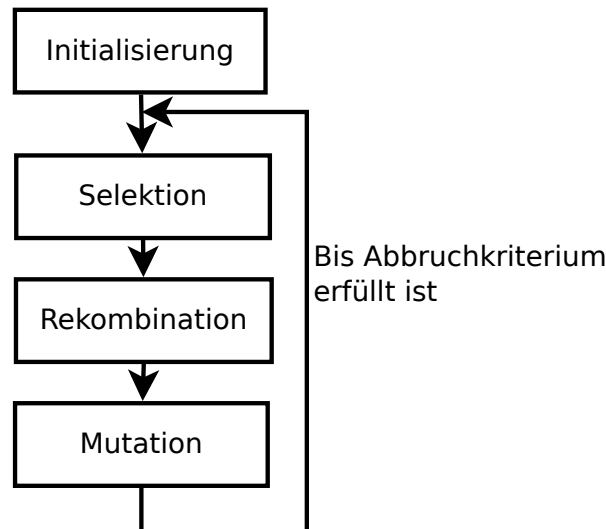 Initialisierung
Selektion
Bis Abbruchkriterium
erfüllt ist
Rekombination
Mutation